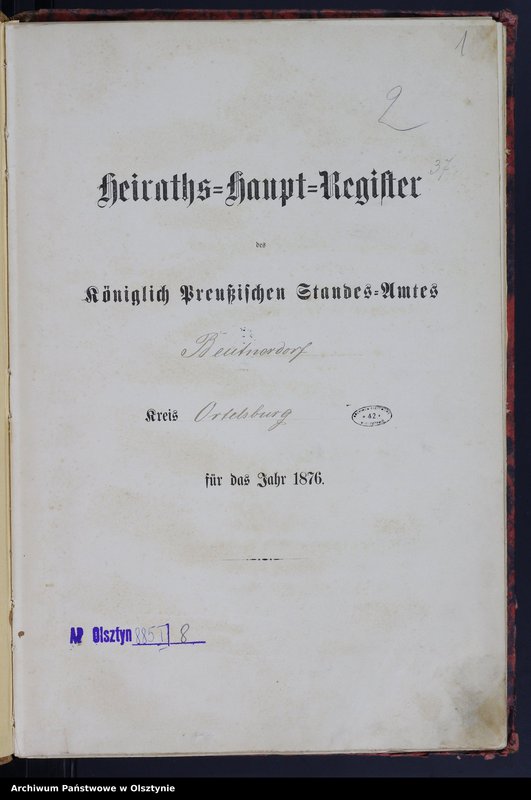 1
2
37
Heiraths=Haupt=Register
des
Königlich Preußischen Standes=Amtes
Beutnerdorf
Kreis Ortelsburg
42
für das Jahr 1876.
AP Olsztyn 885 I 8
Archiwum Państwowe w Olsztynie